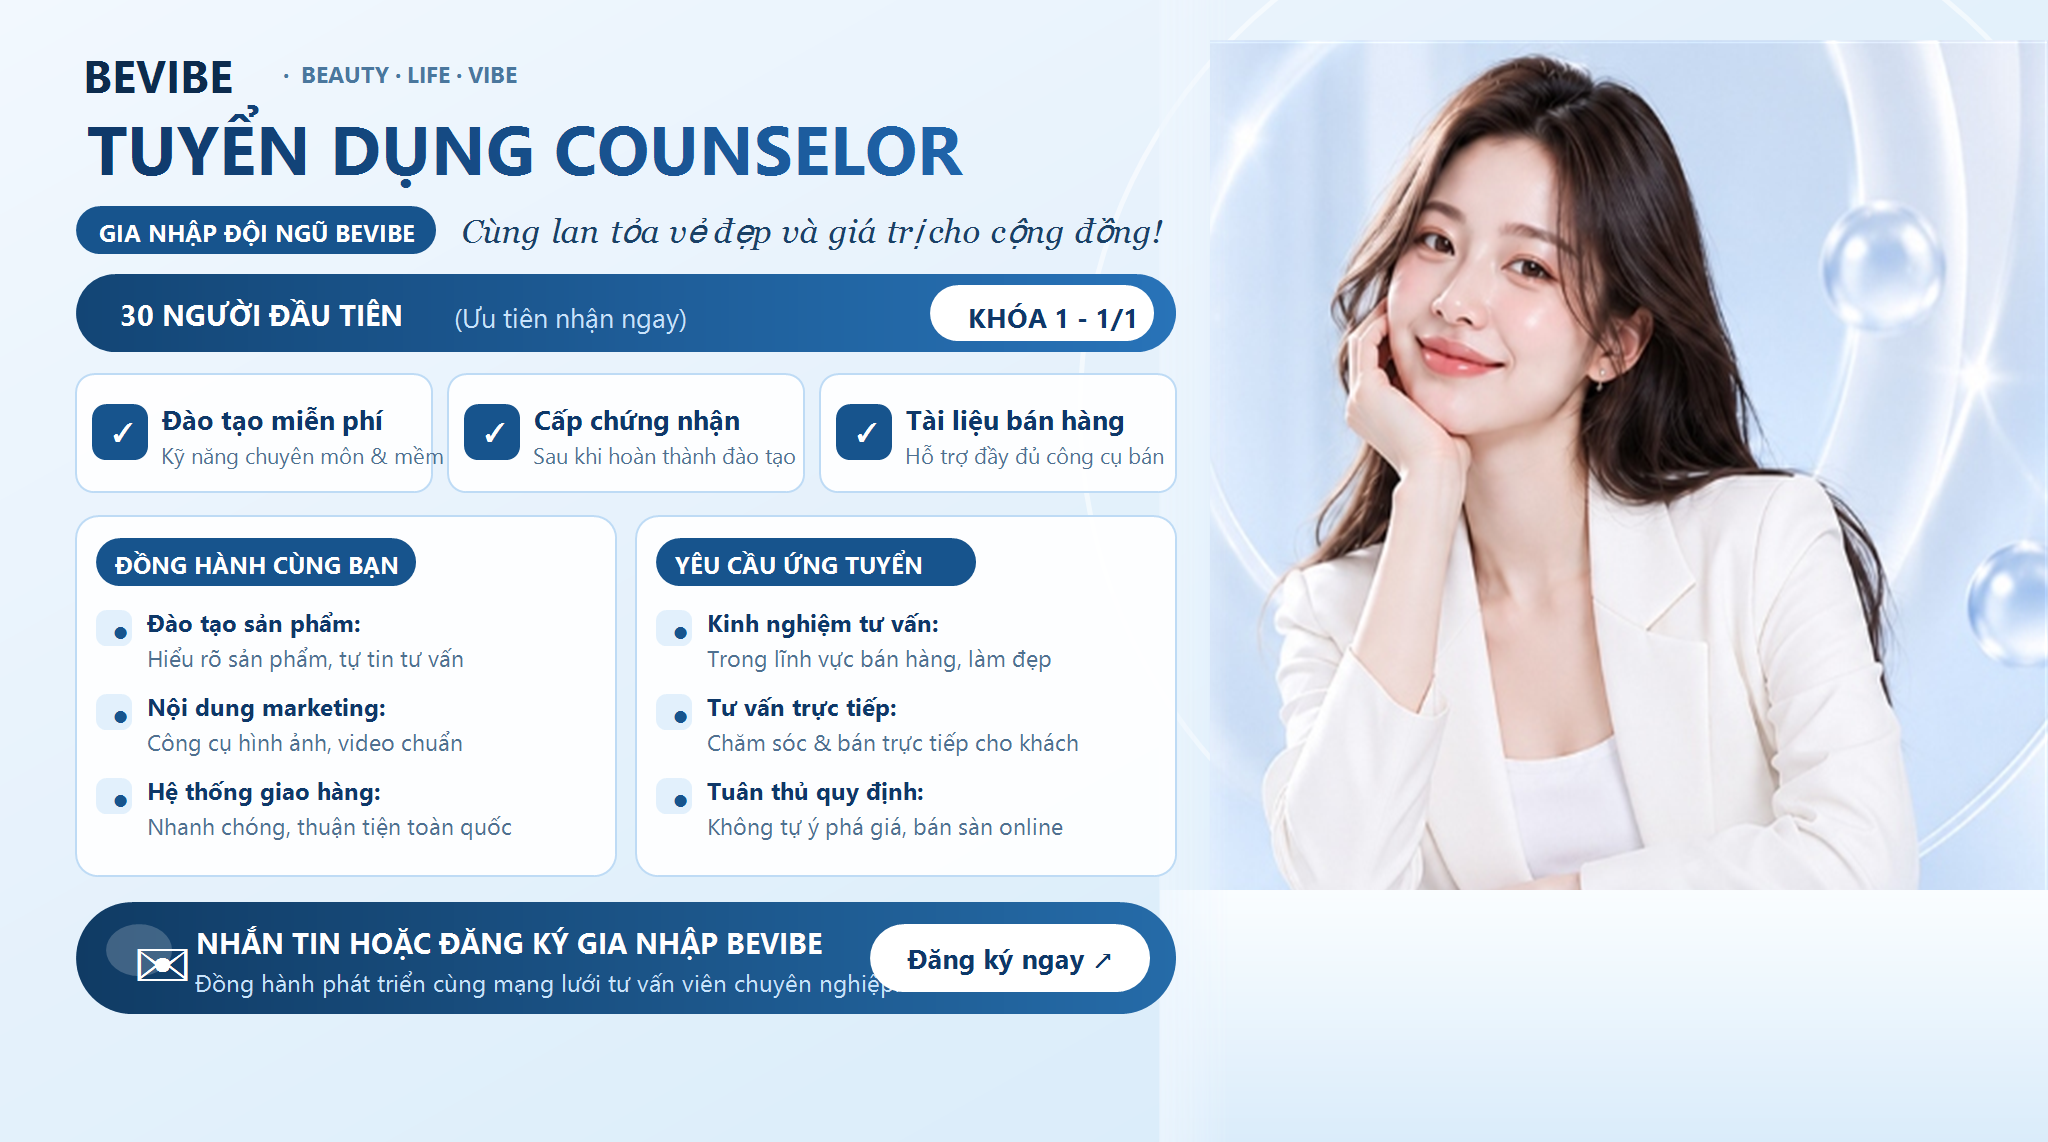 BEVIBE · BEAUTY · LIFE · VIBE
TUYỂN DỤNG COUNSELOR
GIA NHẬP ĐỘI NGŨ BEVIBE
Cùng lan tỏa vẻ đẹp và giá trị cho cộng đồng!
30 NGƯỜI ĐẦU TIÊN (Ưu tiên nhận ngay)
KHÓA 1 - 1/1
✓ Đào tạo miễn phí
Kỹ năng chuyên môn & mềm
✓ Cấp chứng nhận
Sau khi hoàn thành đào tạo
✓ Tài liệu bán hàng
Hỗ trợ đầy đủ công cụ bán
ĐỒNG HÀNH CÙNG BẠN
• Đào tạo sản phẩm:
Hiểu rõ sản phẩm, tự tin tư vấn
• Nội dung marketing:
Công cụ hình ảnh, video chuẩn
• Hệ thống giao hàng:
Nhanh chóng, thuận tiện toàn quốc
YÊU CẦU ỨNG TUYỂN
• Kinh nghiệm tư vấn:
Trong lĩnh vực bán hàng, làm đẹp
• Tư vấn trực tiếp:
Chăm sóc & bán trực tiếp cho khách
• Tuân thủ quy định:
Không tự ý phá giá, bán sàn online
NHẮN TIN HOẶC ĐĂNG KÝ GIA NHẬP BEVIBE
Đồng hành phát triển cùng mạng lưới tư vấn viên chuyên nghiệp
Đăng ký ngay ↗